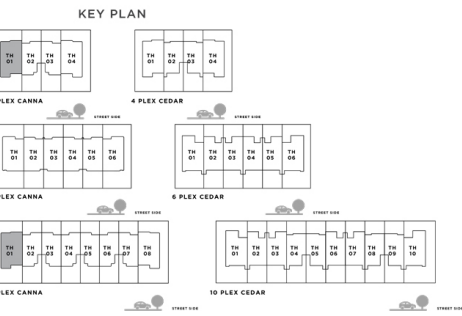 KEY PLAN
TH 01 TH 02 TH 03 TH 04
TH 01 TH 02 TH 03 TH 04
PLEX CANNA
4 PLEX CEDAR
STREET SIDE
STREET SIDE
TH 01 TH 02 TH 03 TH 04 TH 05 TH 06
TH 01 TH 02 TH 03 TH 04 TH 05 TH 06
PLEX CANNA
6 PLEX CEDAR
STREET SIDE
STREET SIDE
TH 01 TH 02 TH 03 TH 04 TH 05 TH 06 TH 07 TH 08
TH 01 TH 02 TH 03 TH 04 TH 05 TH 06 TH 07 TH 08 TH 09 TH 10
PLEX CANNA
10 PLEX CEDAR
STREET SIDE
STREET SIDE